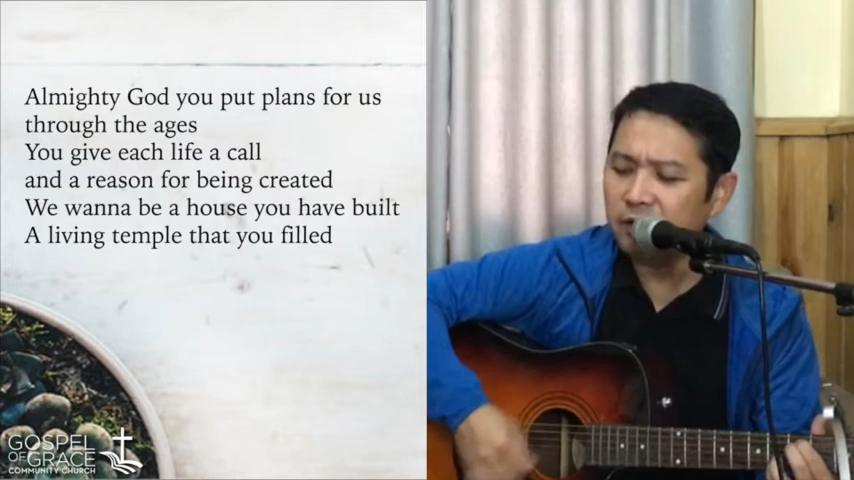 Almighty God you put plans for us
through the ages
You give each life a call
and a reason for being created
We wanna be a house you have built
A living temple that you filled
GOSPEL
OF GRACE
COMMUNITY CHURCH